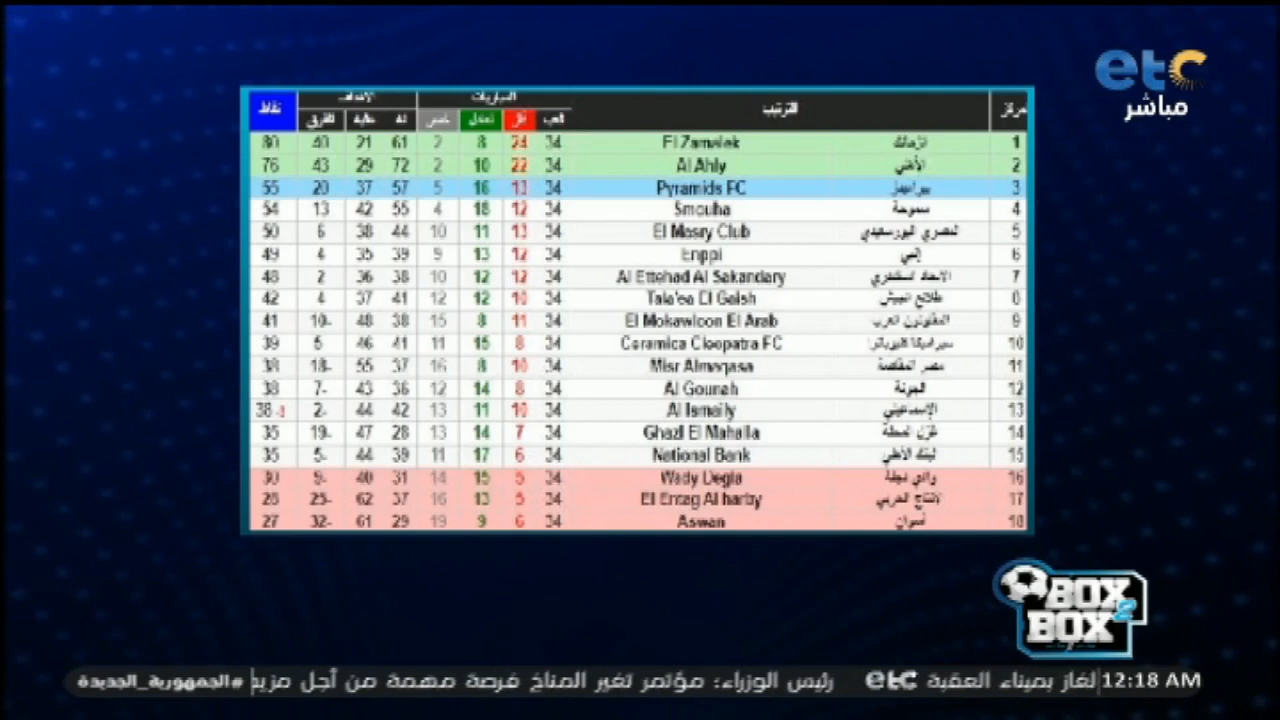 etc
مباشر
نقاط الأهداف المباريات الترتيب المركز
الفرق عليه له خسر تعادل فاز لعب
80 40 21 61 2 8 24 34 El Zamalek الزمالك 1
76 43 29 72 2 10 22 34 Al Ahly الأهلي 2
55 20 37 57 5 16 13 34 Pyramids FC بيراميدز 3
54 13 42 55 4 18 12 34 Smouha سموحة 4
50 6 38 44 10 11 13 34 El Masry Club المصري البورسعيدي 5
49 4 35 39 9 13 12 34 Enppi إنبي 6
48 2 36 38 10 12 12 34 Al Ettehad Al Sakandary الاتحاد السكندري 7
42 4 37 41 12 12 10 34 Tala'ea El Gaish طلائع الجيش 8
41 10- 48 38 15 8 11 34 El Mokawloon El Arab المقاولون العرب 9
39 5 46 41 11 15 8 34 Ceramica Cleopatra FC سيراميكا كليوباترا 10
38 18- 55 37 16 8 10 34 Misr Almaqasa مصر المقاصة 11
38 7- 43 36 12 14 8 34 Al Gounah الجونة 12
38 -3 2- 44 42 13 11 10 34 Al Ismaily الإسماعيلي 13
35 19- 47 28 13 14 7 34 Ghazl El Mahalla غزل المحلة 14
35 5- 44 39 11 17 6 34 National Bank البنك الأهلي 15
30 9- 40 31 14 15 5 34 Wady Degla وادي دجلة 16
28 25- 62 37 16 13 5 34 El Entag Al harby الانتاج الحربي 17
27 32- 61 29 19 9 6 34 Aswan أسوان 18
BOX 2
BOX
12:18 AM لغاز بميناء العقبة etc رئيس الوزراء: مؤتمر تغير المناخ فرصة مهمة من أجل مزيد #الجمهورية_الجديدة